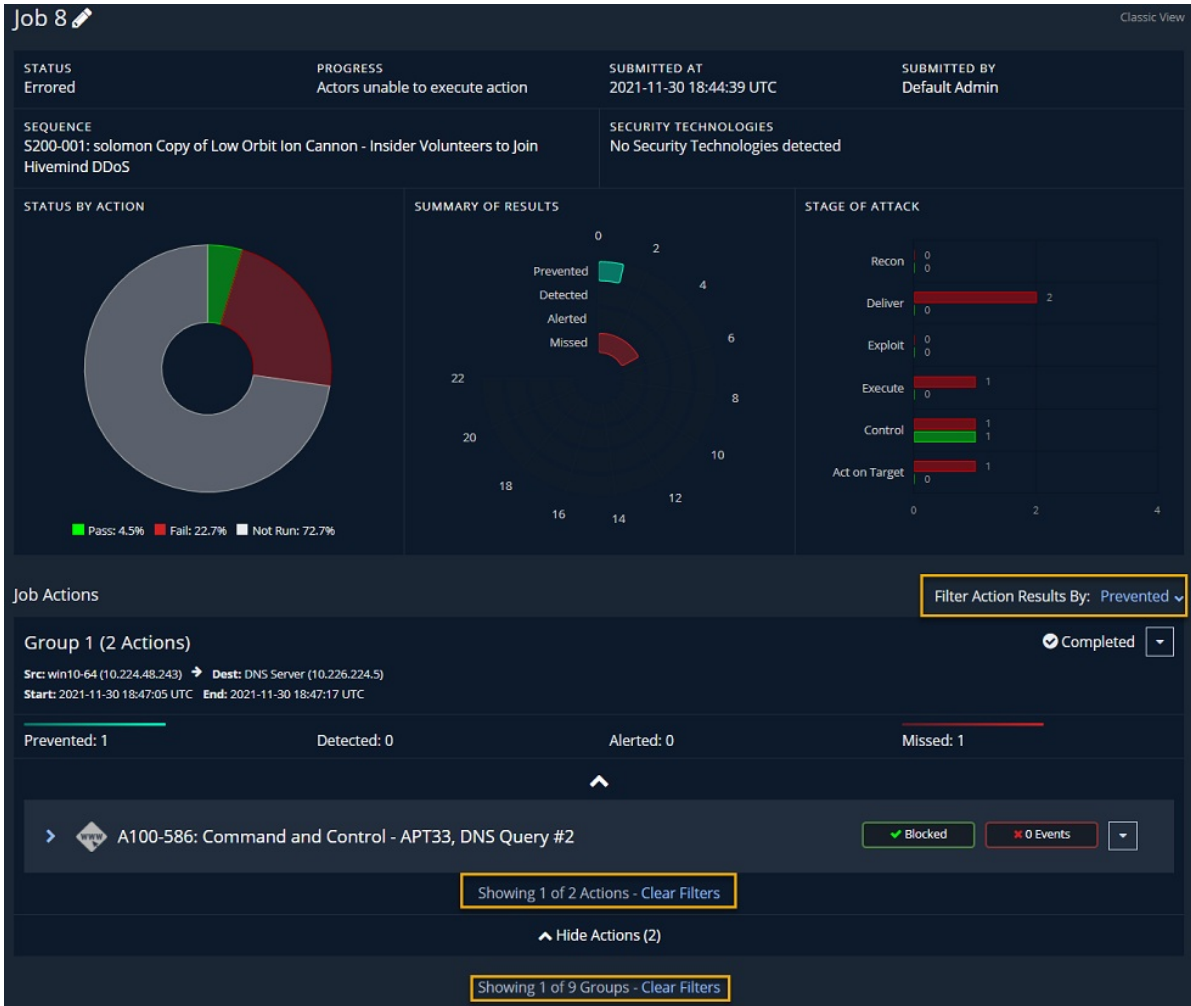 Job 8
Classic View
STATUS
Errored
PROGRESS
Actors unable to execute action
SUBMITTED AT
2021-11-30 18:44:39 UTC
SUBMITTED BY
Default Admin
SEQUENCE
S200-001: solomon Copy of Low Orbit Ion Cannon - Insider Volunteers to Join
Hivemind DDoS
SECURITY TECHNOLOGIES
No Security Technologies detected
STATUS BY ACTION
Pass: 4.5% Fail: 22.7% Not Run: 72.7%
SUMMARY OF RESULTS
Prevented
Detected
Alerted
Missed
0
2
4
6
8
10
12
14
16
18
20
22
STAGE OF ATTACK
Recon 0
0
Deliver 2
0
Exploit 0
0
Execute 1
0
Control 1
1
Act on Target 1
0
0 2 4
Job Actions
Filter Action Results By: Prevented
Group 1 (2 Actions)
Completed
Src: win10-64 (10.224.48.243) → Dest: DNS Server (10.226.224.5)
Start: 2021-11-30 18:47:05 UTC End: 2021-11-30 18:47:17 UTC
Prevented: 1 Detected: 0 Alerted: 0 Missed: 1
WWW A100-586: Command and Control - APT33, DNS Query #2
Blocked
0 Events
Showing 1 of 2 Actions - Clear Filters
Hide Actions (2)
Showing 1 of 9 Groups - Clear Filters